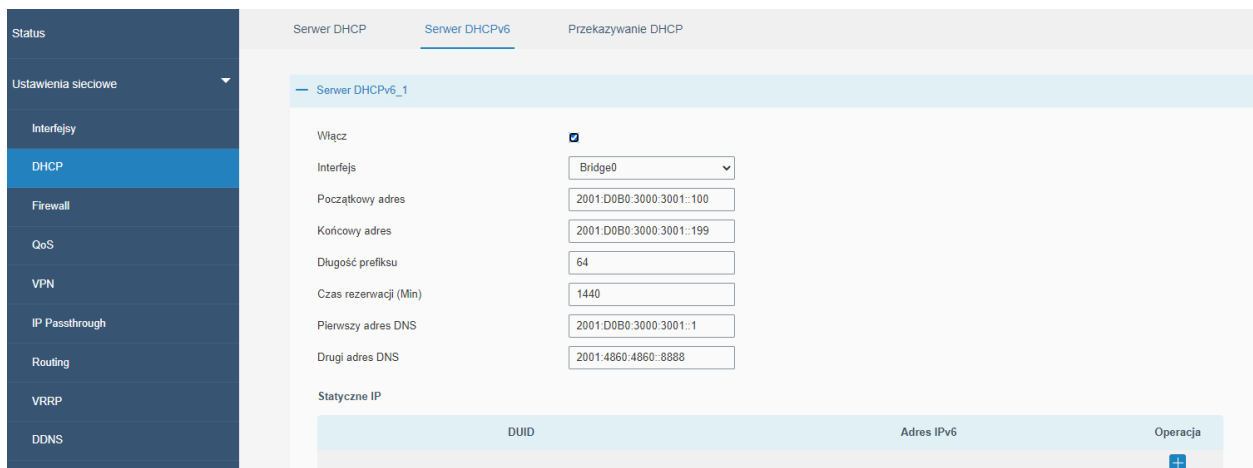 Status
Ustawienia sieciowe
Interfejsy
DHCP
Firewall
QoS
VPN
IP Passthrough
Routing
VRRP
DDNS
Serwer DHCP Serwer DHCPv6 Przekazywanie DHCP
Serwer DHCPv6_1
Włącz
Interfejs Bridge0
Początkowy adres 2001:D0B0:3000:3001::100
Końcowy adres 2001:D0B0:3000:3001::199
Długość prefiksu 64
Czas rezerwacji (Min) 1440
Pierwszy adres DNS 2001:D0B0:3000:3001::1
Drugi adres DNS 2001:4860:4860::8888
Statyczne IP
DUID Adres IPv6 Operacja